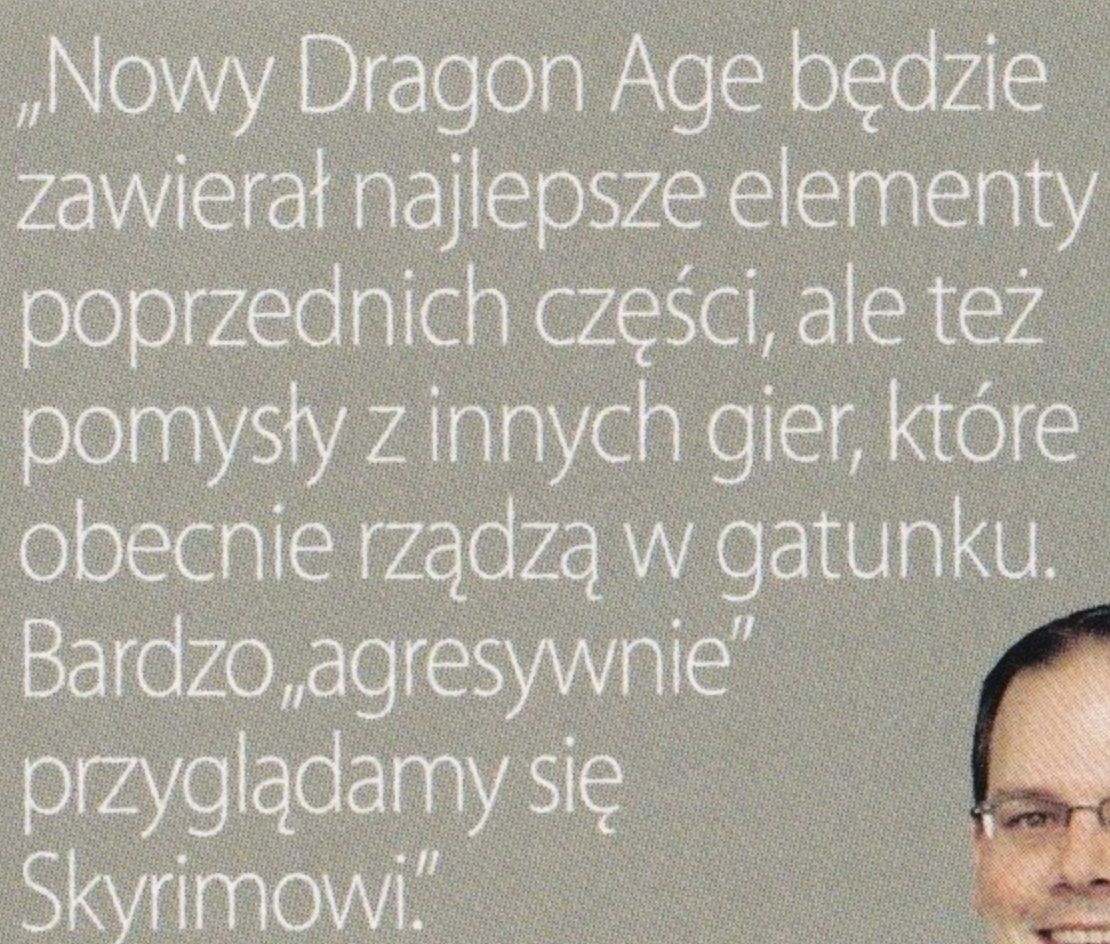 „Nowy Dragon Age będzie
zawierał najlepsze elementy
poprzednich części, ale też
pomysły z innych gier, które
obecnie rządzą w gatunku.
Bardzo „agresywnie”
przyglądamy się
Skyrimowi.”